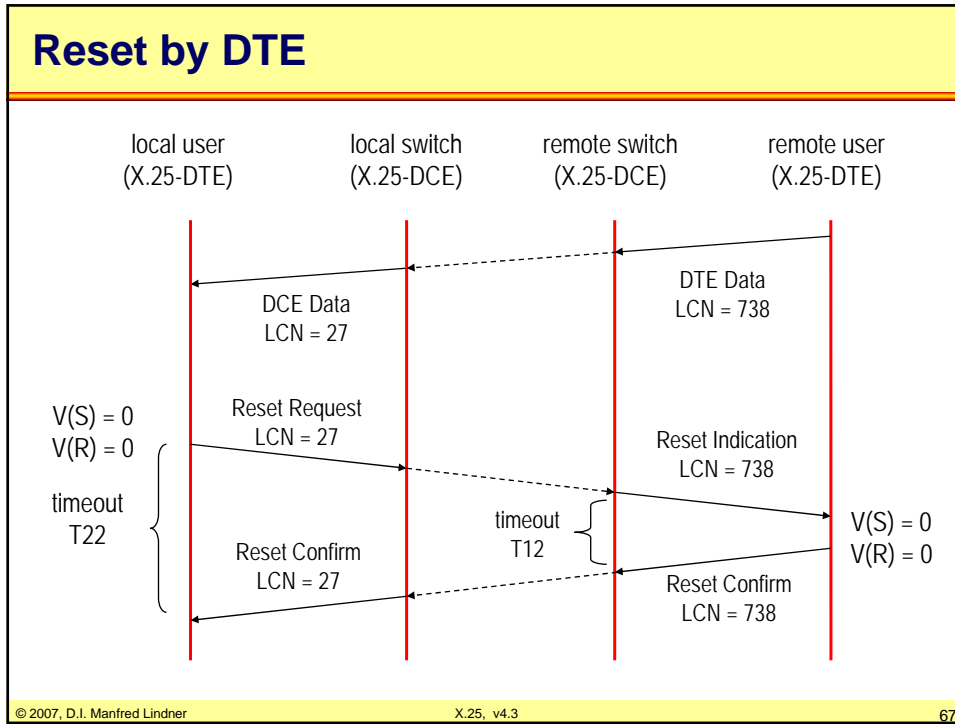 Reset by DTE
local user
(X.25-DTE)
local switch
(X.25-DCE)
remote switch
(X.25-DCE)
remote user
(X.25-DTE)
DCE Data
LCN = 27
DTE Data
LCN = 738
V(S) = 0
V(R) = 0
Reset Request
LCN = 27
Reset Indication
LCN = 738
timeout
T22
timeout
T12
V(S) = 0
V(R) = 0
Reset Confirm
LCN = 27
Reset Confirm
LCN = 738
© 2007, D.I. Manfred Lindner
X.25, v4.3
67